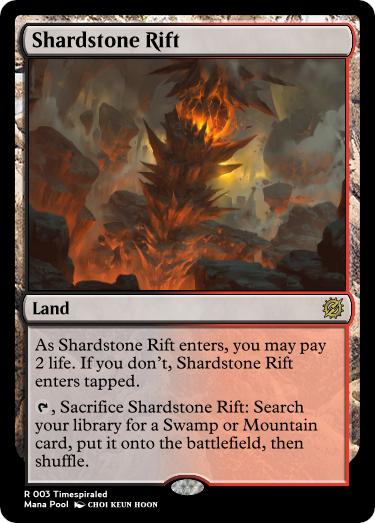 Shardstone Rift
Land
As Shardstone Rift enters, you may pay
2 life. If you don't, Shardstone Rift
enters tapped.
, Sacrifice Shardstone Rift: Search
your library for a Swamp or Mountain
card, put it onto the battlefield, then
shuffle.
R 003 Timespiraled
Mana Pool CHOI KEUN HOON